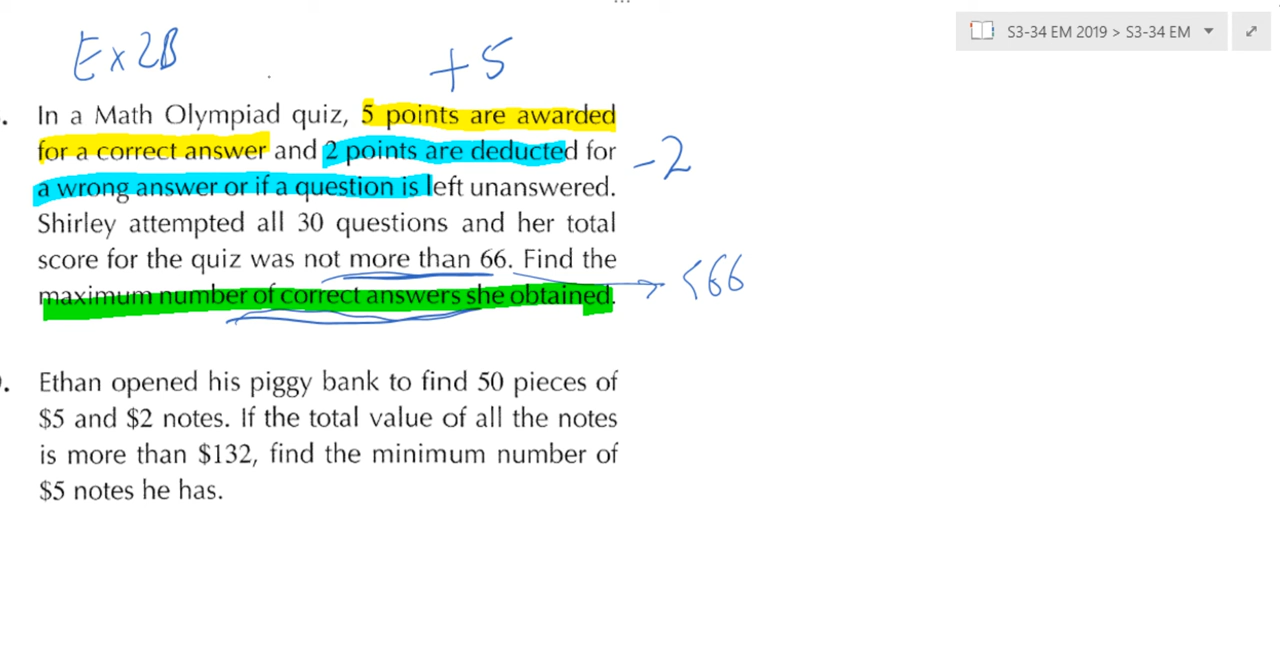 S3-34 EM 2019 > S3-34 EM
Ex 2B
+5
. In a Math Olympiad quiz, 5 points are awarded
for a correct answer and 2 points are deducted for
-2
a wrong answer or if a question is left unanswered.
Shirley attempted all 30 questions and her total
score for the quiz was not more than 66. Find the
<66
maximum number of correct answers she obtained.
. Ethan opened his piggy bank to find 50 pieces of
$5 and $2 notes. If the total value of all the notes
is more than $132, find the minimum number of
$5 notes he has.